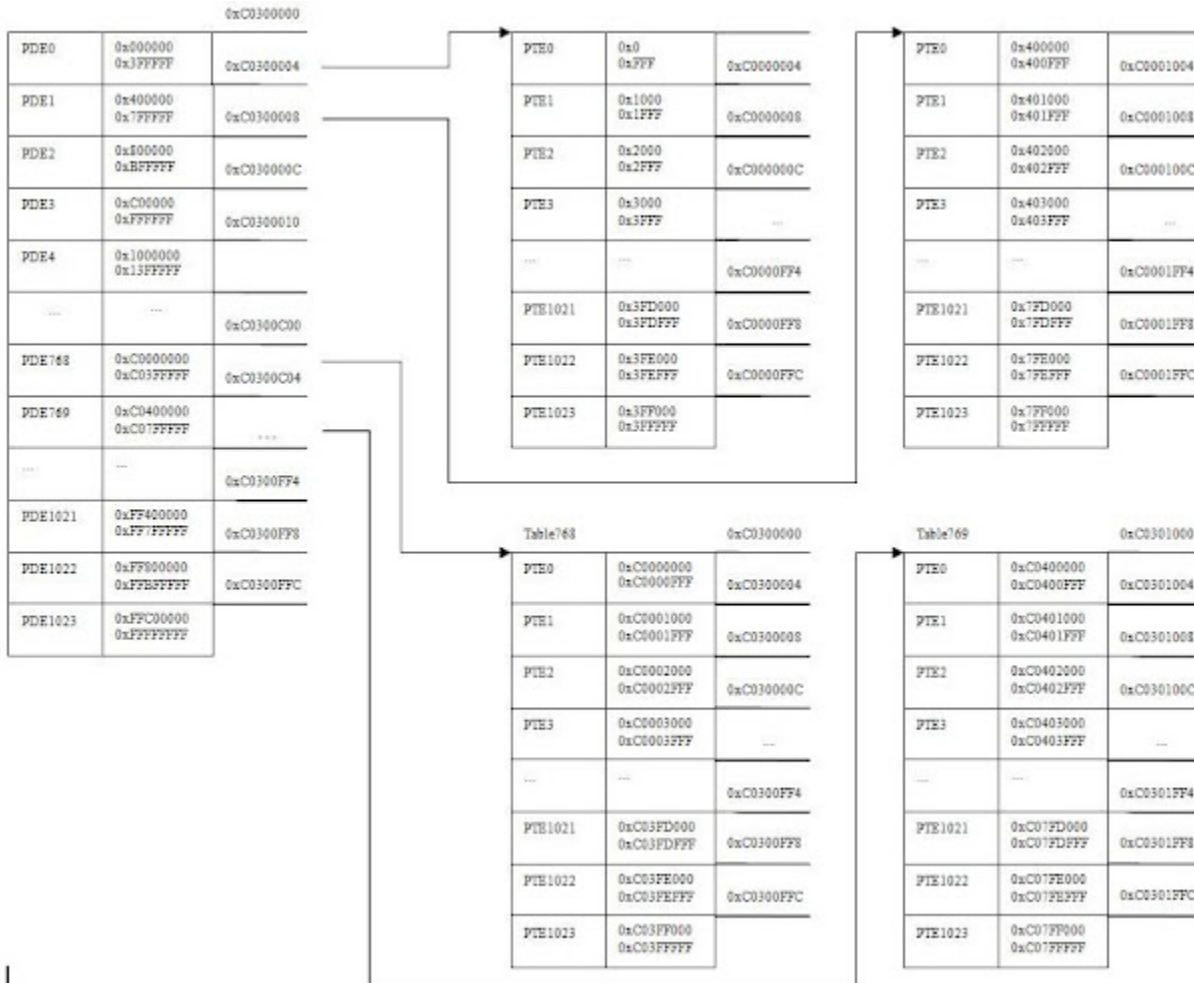 0xC0300000
PDE0 0x000000
0x3FFFFF 0xC0300004
PDE1 0x400000
0x7FFFFF 0xC0300008
PDE2 0x800000
0xBFFFFF 0xC030000C
PDE3 0xC00000
0xFFFFFF 0xC0300010
PDE4 0x1000000
0x13FFFFF
... ...
0xC0300C00
PDE768 0xC0000000
0xC03FFFFF 0xC0300C04
PDE769 0xC0400000
0xC07FFFFF ...
... ...
0xC0300FF4
PDE1021 0xFF400000
0xFF7FFFFF 0xC0300FF8
PDE1022 0xFF800000
0xFFBFFFFF 0xC0300FFC
PDE1023 0xFFC00000
0xFFFFFFFF
PTE0 0x0
0xFFF 0xC0000004
PTE1 0x1000
0x1FFF 0xC0000008
PTE2 0x2000
0x2FFF 0xC000000C
PTE3 0x3000
0x3FFF ...
... ...
0xC0000FF4
PTE1021 0x3FD000
0x3FDFFF 0xC0000FF8
PTE1022 0x3FE000
0x3FEFFF 0xC0000FFC
PTE1023 0x3FF000
0x3FFFFF
PTE0 0x400000
0x400FFF 0xC0001004
PTE1 0x401000
0x401FFF 0xC0001008
PTE2 0x402000
0x402FFF 0xC000100C
PTE3 0x403000
0x403FFF ...
... ...
0xC0001FF4
PTE1021 0x7FD000
0x7FDFFF 0xC0001FF8
PTE1022 0x7FE000
0x7FEFFF 0xC0001FFC
PTE1023 0x7FF000
0x7FFFFF
Table768 0xC0300000
PTE0 0xC0000000
0xC0000FFF 0xC0300004
PTE1 0xC0001000
0xC0001FFF 0xC0300008
PTE2 0xC0002000
0xC0002FFF 0xC030000C
PTE3 0xC0003000
0xC0003FFF ...
... ...
0xC0300FF4
PTE1021 0xC03FD000
0xC03FDFFF 0xC0300FF8
PTE1022 0xC03FE000
0xC03FEFFF 0xC0300FFC
PTE1023 0xC03FF000
0xC03FFFFF
Table769 0xC0301000
PTE0 0xC0400000
0xC0400FFF 0xC0301004
PTE1 0xC0401000
0xC0401FFF 0xC0301008
PTE2 0xC0402000
0xC0402FFF 0xC030100C
PTE3 0xC0403000
0xC0403FFF ...
... ...
0xC0301FF4
PTE1021 0xC07FD000
0xC07FDFFF 0xC0301FF8
PTE1022 0xC07FE000
0xC07FEFFF 0xC0301FFC
PTE1023 0xC07FF000
0xC07FFFFF